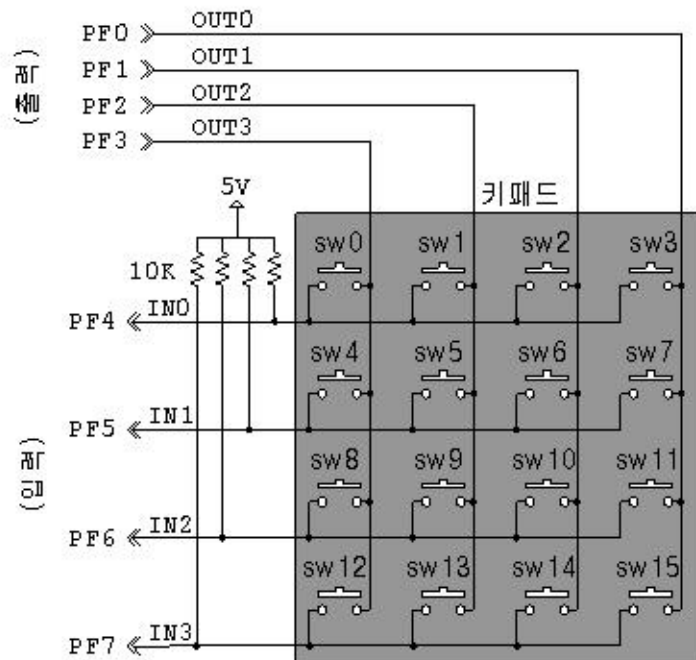 PF0 OUT0
PF1 OUT1
PF2 OUT2
PF3 OUT3
(출력)
5V
키패드
10K
sw0 sw1 sw2 sw3
PF4 IN0
sw4 sw5 sw6 sw7
PF5 IN1
(입력)
sw8 sw9 sw10 sw11
PF6 IN2
sw12 sw13 sw14 sw15
PF7 IN3